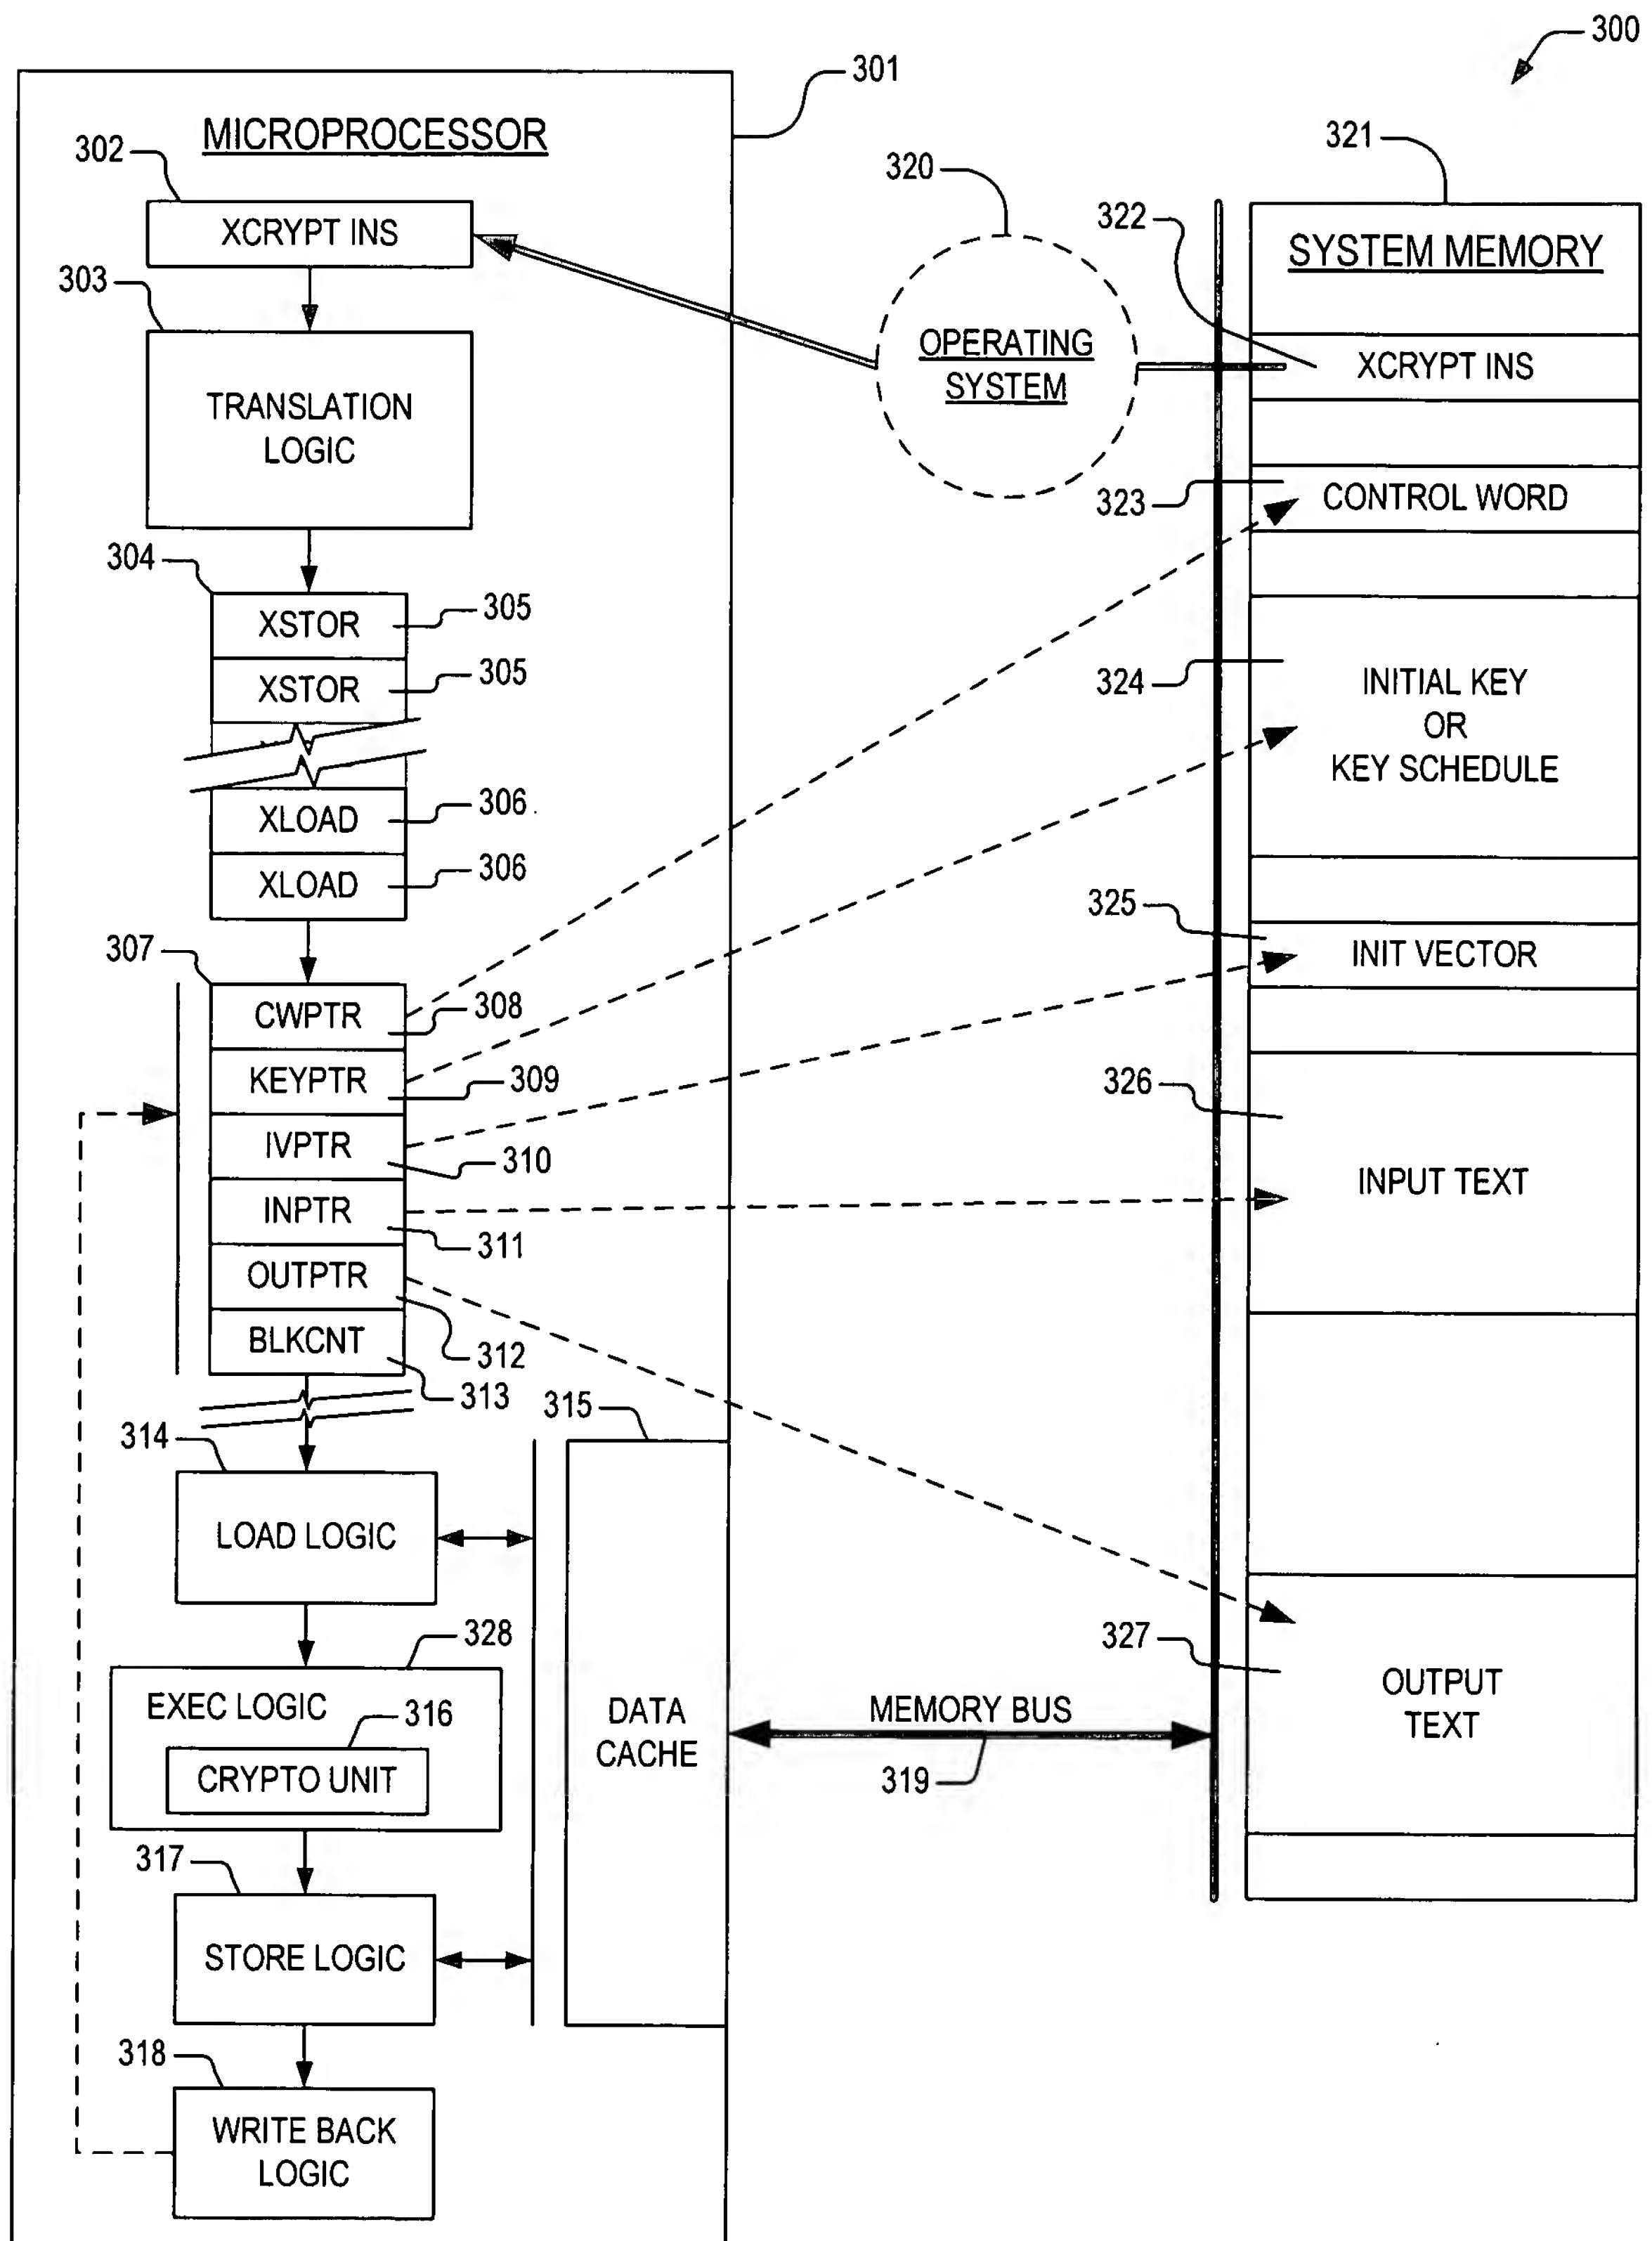 300
301
MICROPROCESSOR
302
XCRYPT INS
303
TRANSLATION
LOGIC
304
XSTOR
305
XSTOR
305
XLOAD
306
XLOAD
306
307
CWPTR
308
KEYPTR
309
IVPTR
310
INPTR
311
OUTPTR
312
BLKCNT
313
314
LOAD LOGIC
315
DATA
CACHE
328
EXEC LOGIC
316
CRYPTO UNIT
317
STORE LOGIC
318
WRITE BACK
LOGIC
MEMORY BUS
319
320
OPERATING
SYSTEM
321
SYSTEM MEMORY
322
XCRYPT INS
323
CONTROL WORD
324
INITIAL KEY
OR
KEY SCHEDULE
325
INIT VECTOR
326
INPUT TEXT
327
OUTPUT
TEXT